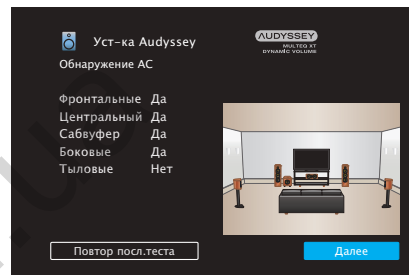 Уст-ка Audyssey
AUDYSSEY
MULTEQ XT
DYNAMIC VOLUME
Обнаружение АС
Фронтальные Да
Центральный Да
Сабвуфер Да
Боковые Да
Тыловые Нет
Повтор посл.теста
Далее